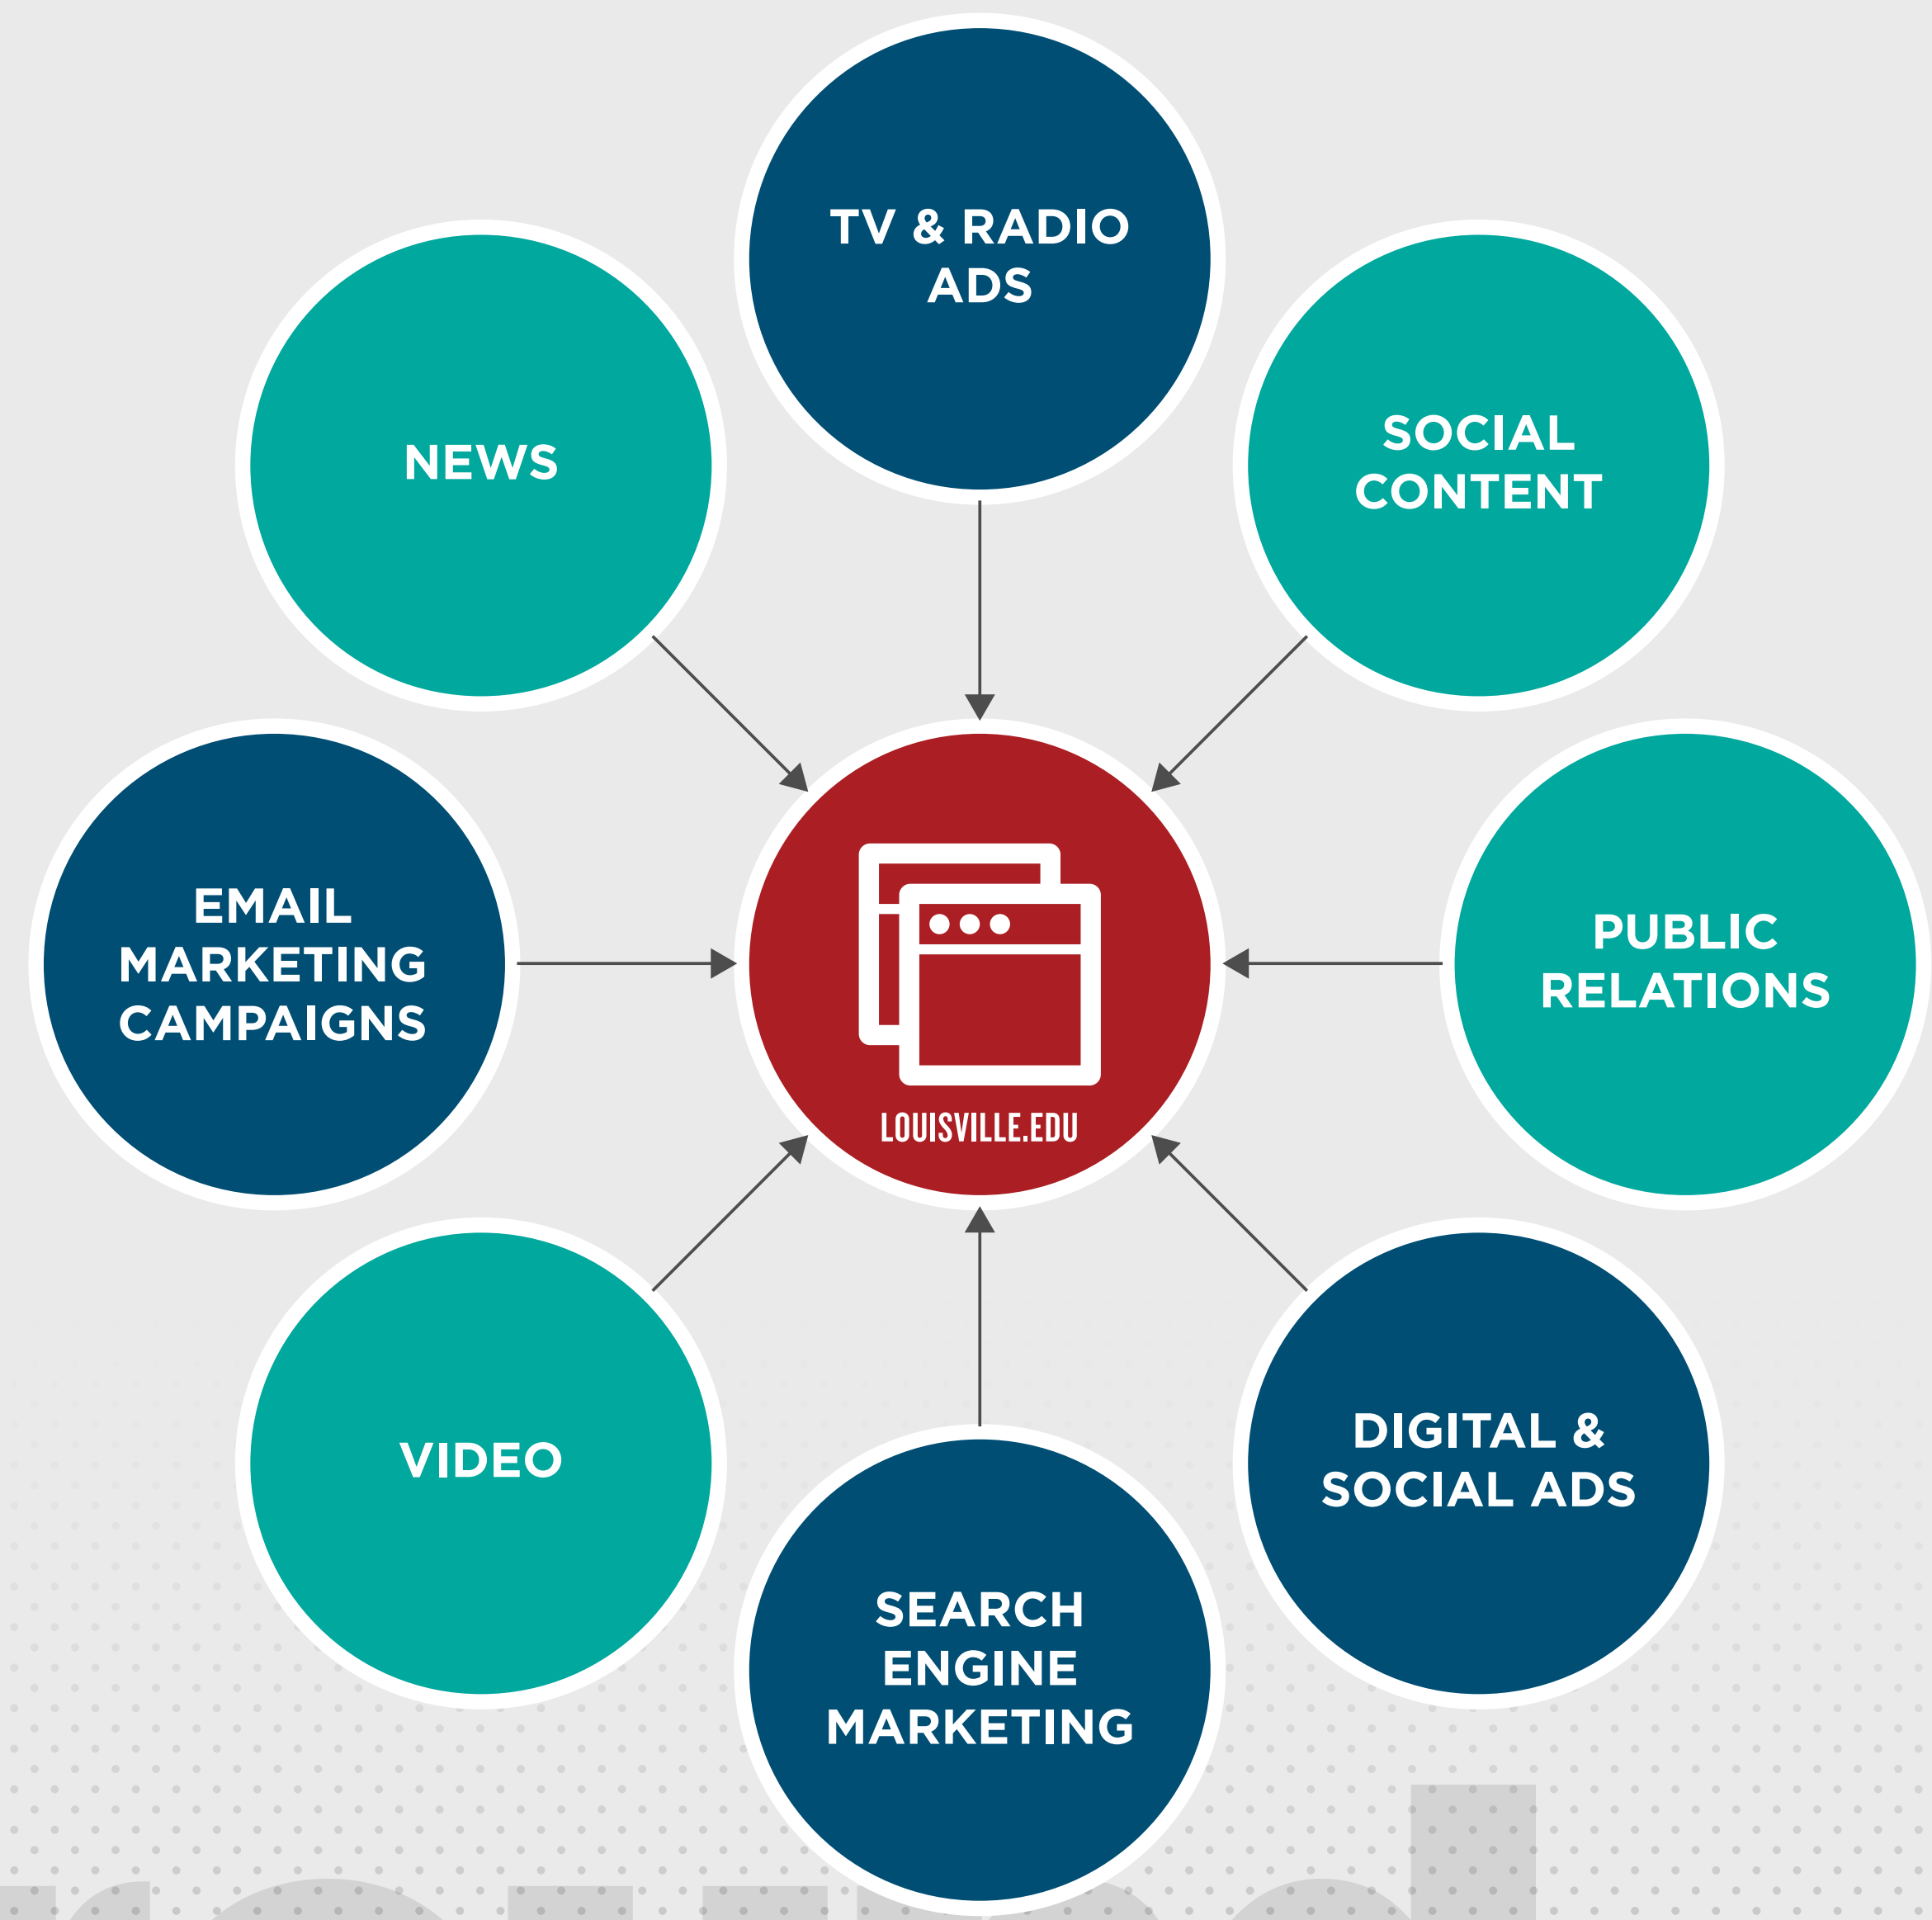 TV & RADIO
ADS
NEWS
SOCIAL
CONTENT
EMAIL
MARKETING
CAMPAIGNS
LOUISVILLE.EDU
PUBLIC
RELATIONS
VIDEO
DIGITAL &
SOCIAL ADS
SEARCH
ENGINE
MARKETING